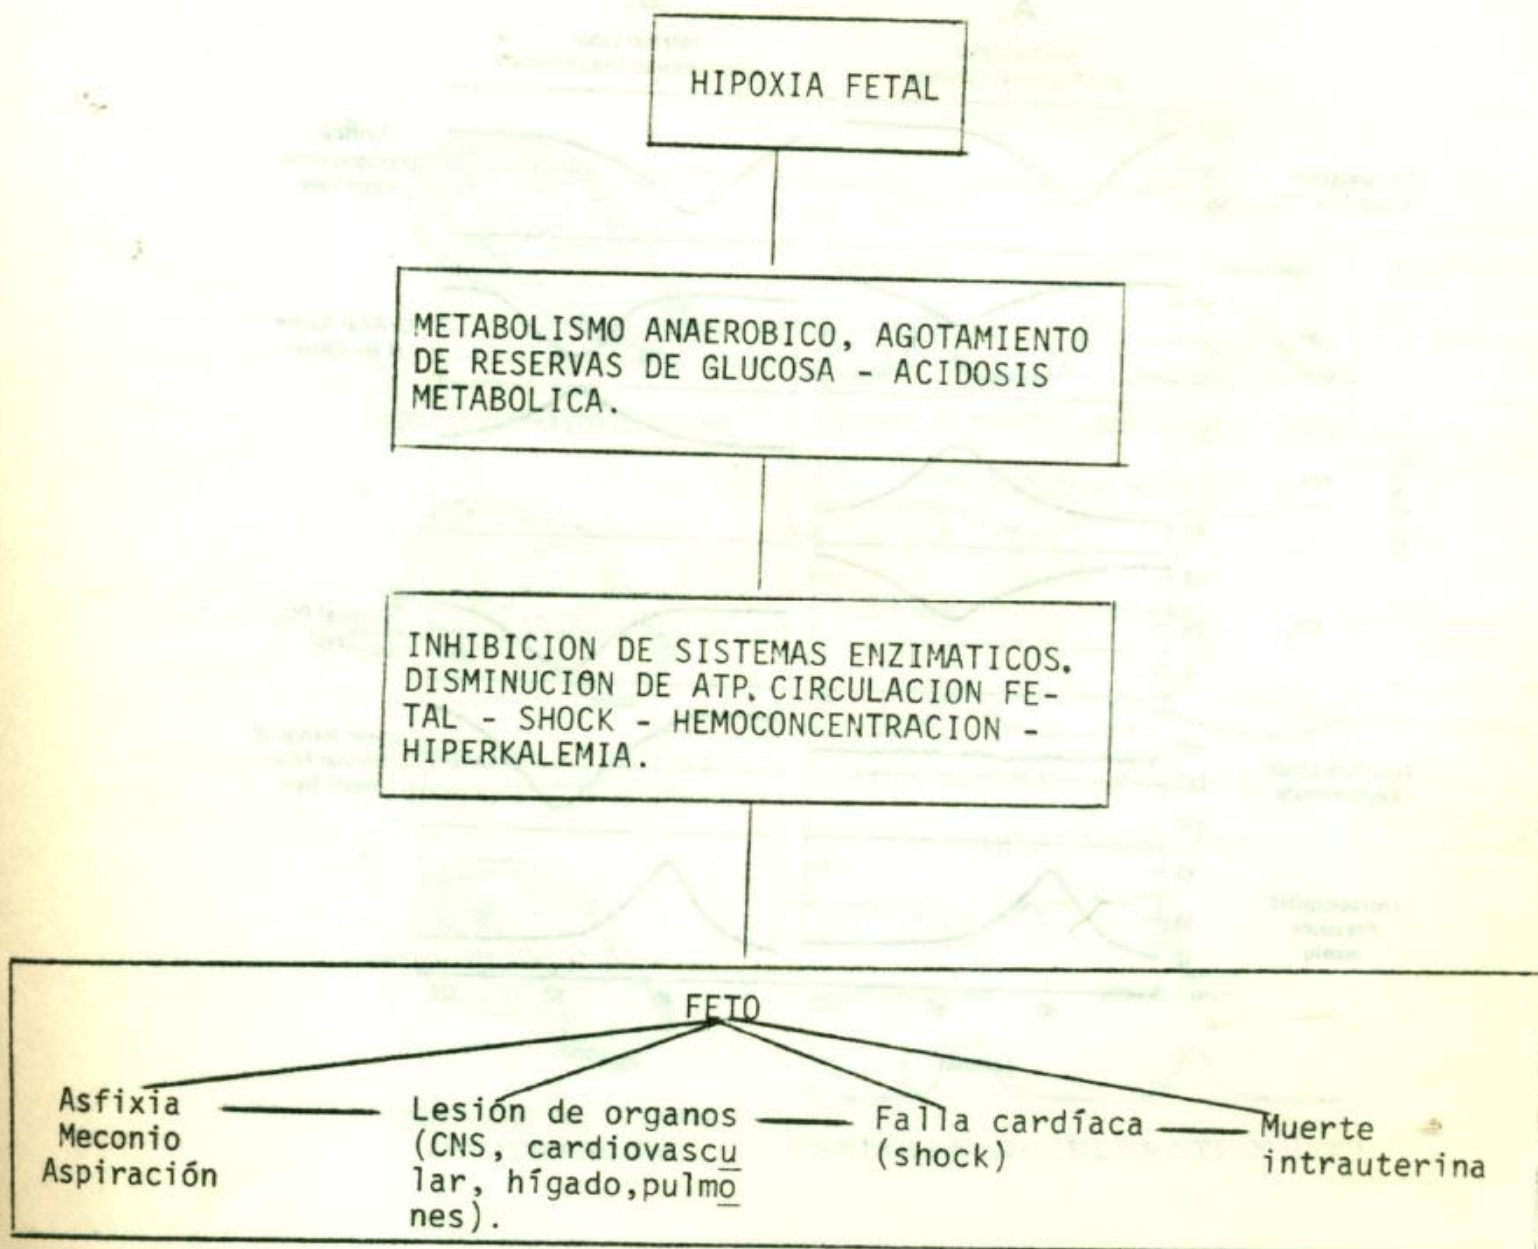 HIPOXIA FETAL
METABOLISMO ANAEROBICO, AGOTAMIENTO
DE RESERVAS DE GLUCOSA - ACIDOSIS
METABOLICA.
INHIBICION DE SISTEMAS ENZIMATICOS.
DISMINUCION DE ATP. CIRCULACION FE-
TAL - SHOCK - HEMOCONCENTRACION -
HIPERKALEMIA.
FETO
Asfixia
Meconio
Aspiración
Lesión de organos
(CNS, cardiovascu
lar, hígado,pulmo
nes).
Falla cardíaca
(shock)
Muerte
intrauterina